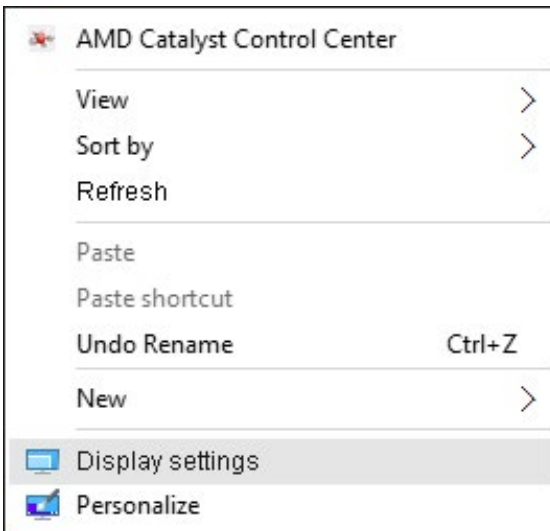 AMD Catalyst Control Center
View
Sort by
Refresh
Paste
Paste shortcut
Undo Rename Ctrl+Z
New
Display settings
Personalize